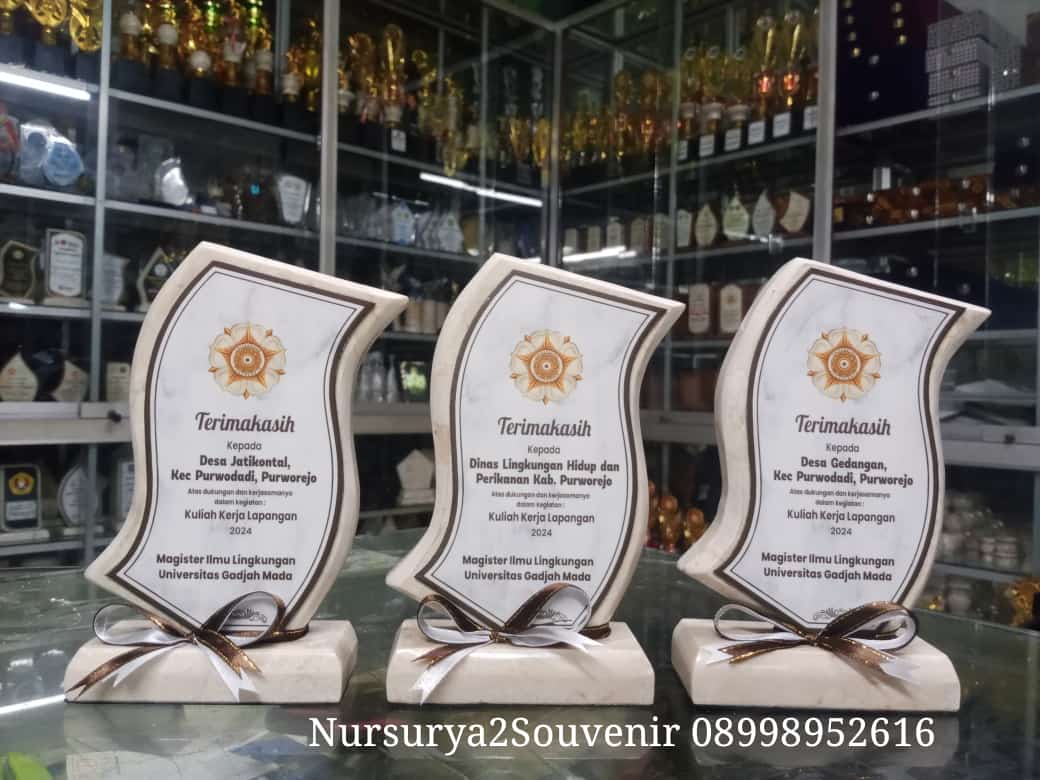 Terimakasih
Kepada
Desa Jatikontal,
Kec Purwodadi, Purworejo
Atas dukungan dan kerjasamanya
dalam kegiatan :
Kuliah Kerja Lapangan
2024
Magister Ilmu Lingkungan
Universitas Gadjah Mada
Terimakasih
Kepada
Dinas Lingkungan Hidup dan
Perikanan Kab. Purworejo
Atas dukungan dan kerjasamanya
dalam kegiatan :
Kuliah Kerja Lapangan
2024
Magister Ilmu Lingkungan
Universitas Gadjah Mada
Terimakasih
Kepada
Desa Gedangan,
Kec Purwodadi, Purworejo
Atas dukungan dan kerjasamanya
dalam kegiatan :
Kuliah Kerja Lapangan
2024
Magister Ilmu Lingkungan
Universitas Gadjah Mada
Nursurya2Souvenir 08998952616